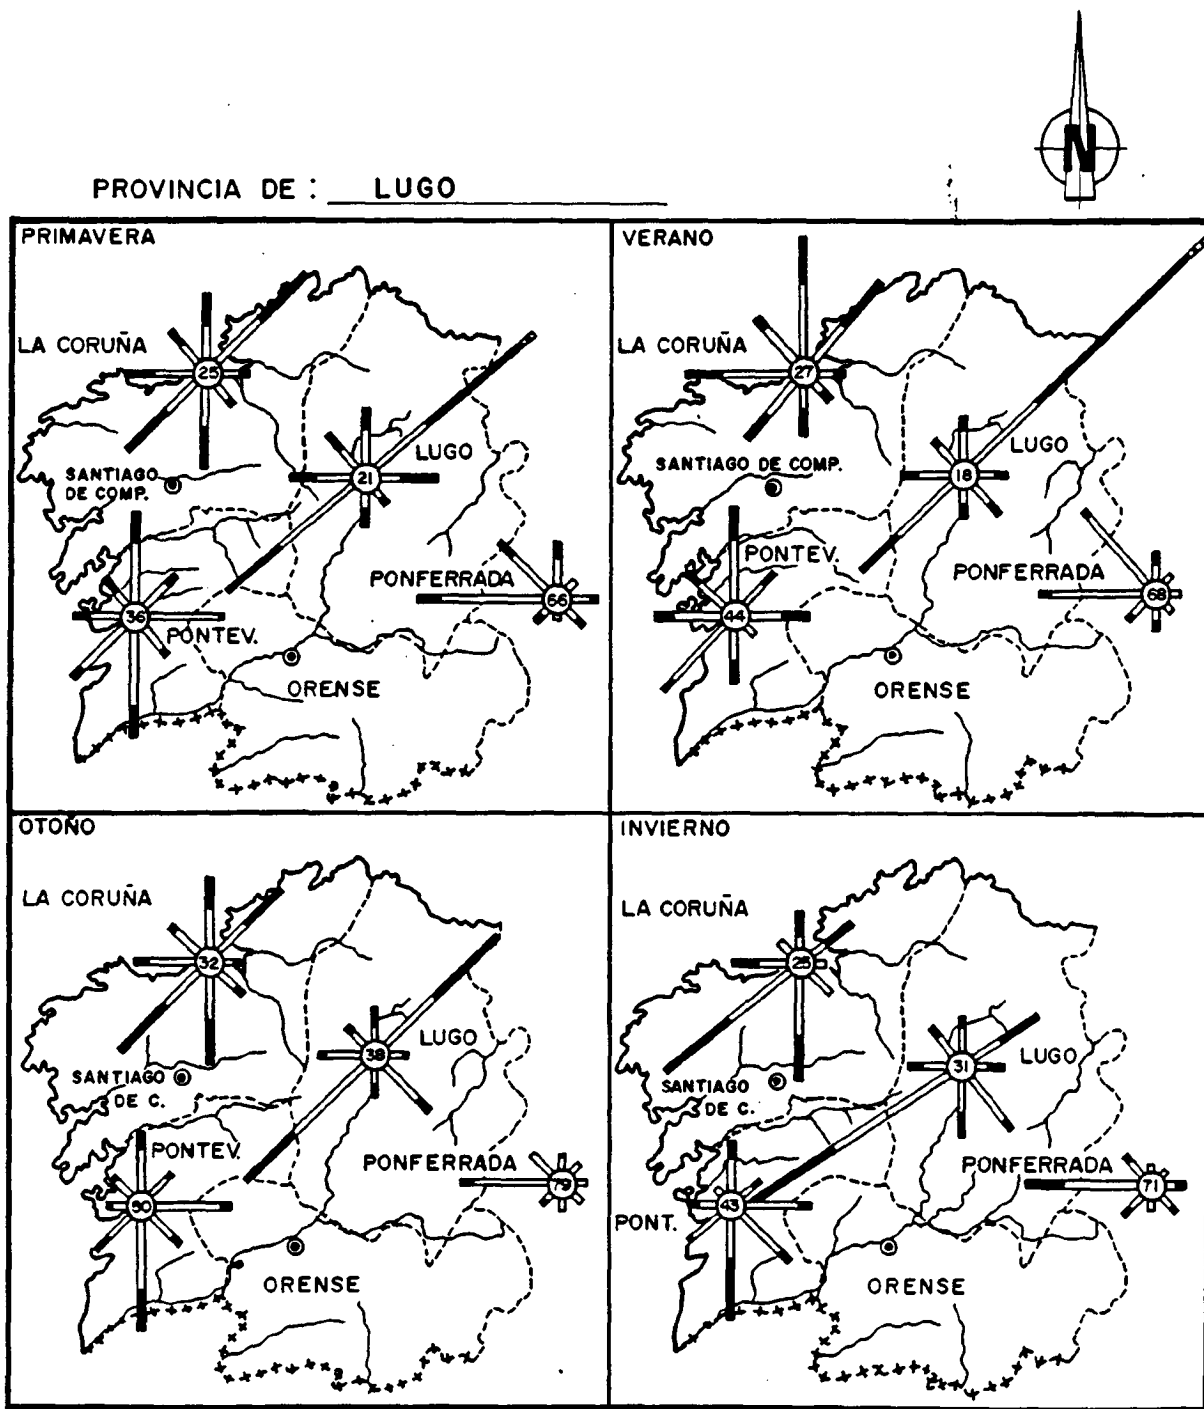 N
PROVINCIA DE : LUGO
PRIMAVERA
LA CORUÑA
25
LUGO
21
SANTIAGO
DE COMP.
PONFERRADA
66
36
PONTEV.
ORENSE
VERANO
LA CORUÑA
27
LUGO
SANTIAGO DE COMP.
18
PONTEV.
PONFERRADA
68
44
ORENSE
OTOÑO
LA CORUÑA
32
LUGO
38
SANTIAGO
DE C.
PONTEV.
PONFERRADA
79
50
ORENSE
INVIERNO
LA CORUÑA
25
LUGO
31
SANTIAGO
DE C.
PONFERRADA
71
43
PONT.
ORENSE